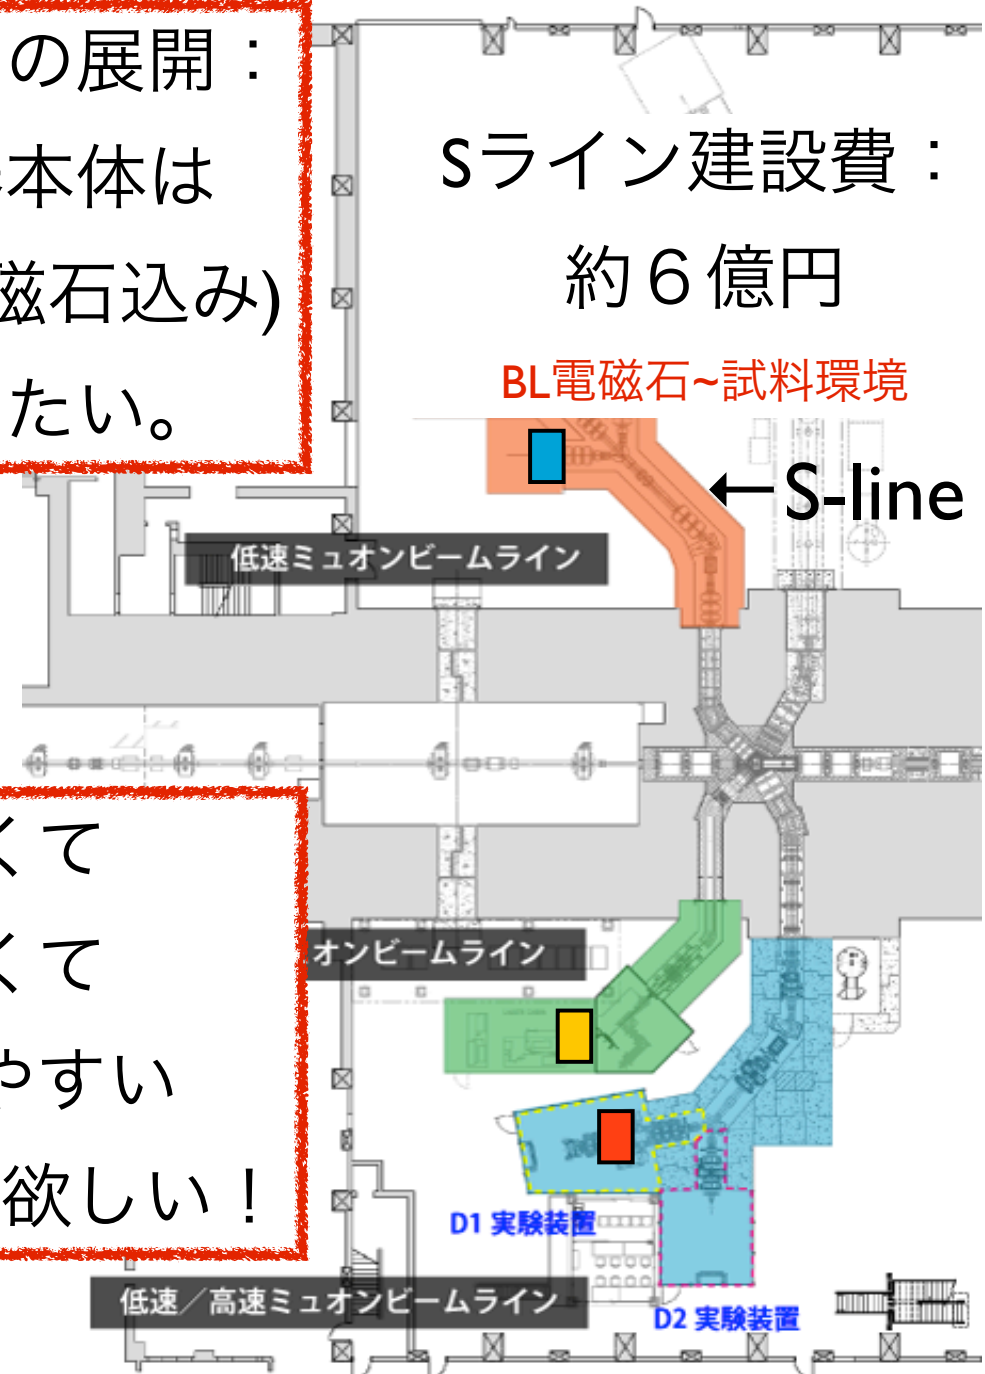 の展開：
本体は
磁石込み)
たい。
Sライン建設費：
約６億円
BL電磁石~試料環境
S-line
低速ミュオンビームライン
くて
くて
やすい
欲しい！
オンビームライン
D1 実験装置
低速／高速ミュオンビームライン
D2 実験装置